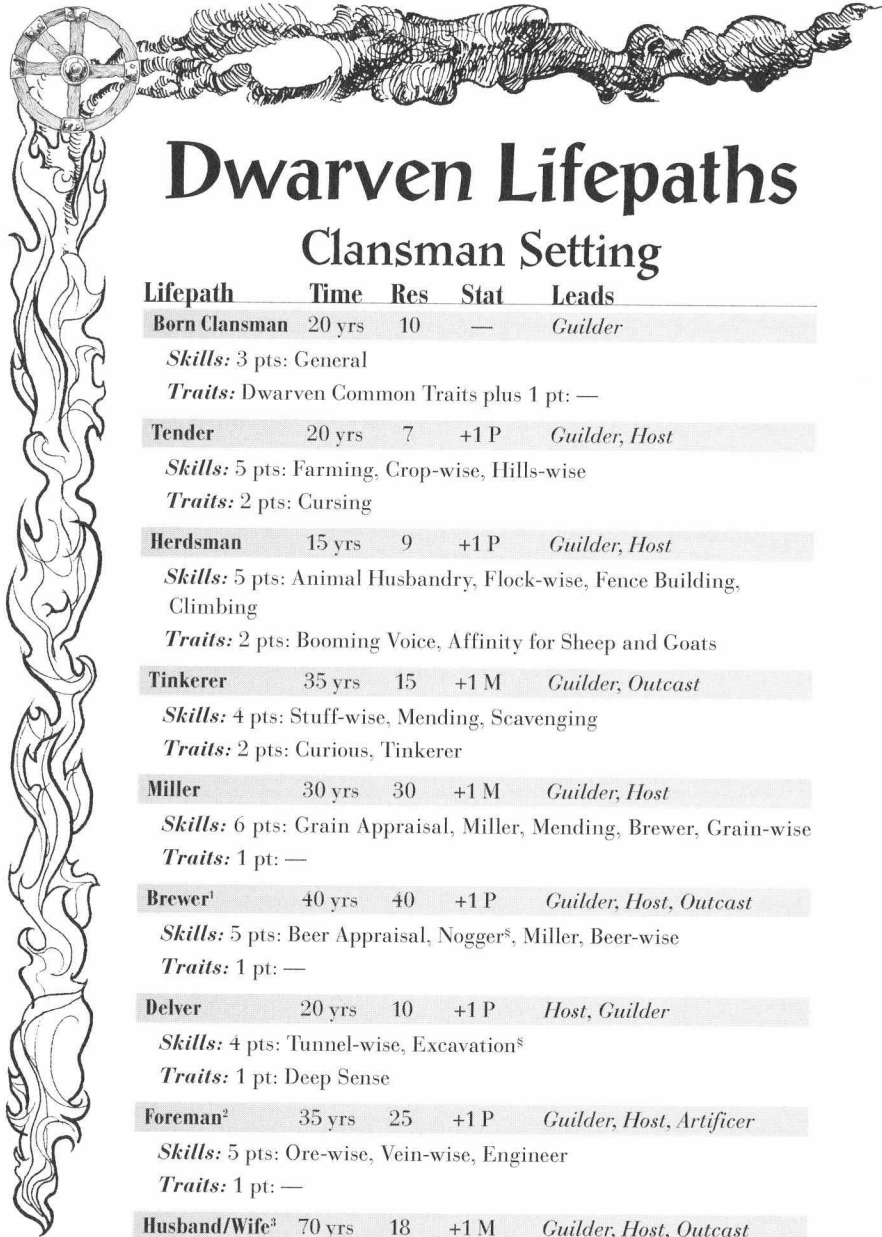 Dwarven Lifepaths
Clansman Setting
Lifepath Time Res Stat Leads
Born Clansman 20 yrs 10 — Guilder
Skills: 3 pts: General
Traits: Dwarven Common Traits plus 1 pt: —
Tender 20 yrs 7 +1 P Guilder, Host
Skills: 5 pts: Farming, Crop-wise, Hills-wise
Traits: 2 pts: Cursing
Herdsman 15 yrs 9 +1 P Guilder, Host
Skills: 5 pts: Animal Husbandry, Flock-wise, Fence Building,
Climbing
Traits: 2 pts: Booming Voice, Affinity for Sheep and Goats
Tinkerer 35 yrs 15 +1 M Guilder, Outcast
Skills: 4 pts: Stuff-wise, Mending, Scavenging
Traits: 2 pts: Curious, Tinkerer
Miller 30 yrs 30 +1 M Guilder, Host
Skills: 6 pts: Grain Appraisal, Miller, Mending, Brewer, Grain-wise
Traits: 1 pt: —
Brewer¹ 40 yrs 40 +1 P Guilder, Host, Outcast
Skills: 5 pts: Beer Appraisal, Nogger§, Miller, Beer-wise
Traits: 1 pt: —
Delver 20 yrs 10 +1 P Host, Guilder
Skills: 4 pts: Tunnel-wise, Excavation§
Traits: 1 pt: Deep Sense
Foreman² 35 yrs 25 +1 P Guilder, Host, Artificer
Skills: 5 pts: Ore-wise, Vein-wise, Engineer
Traits: 1 pt: —
Husband/Wife³ 70 yrs 18 +1 M Guilder, Host, Outcast